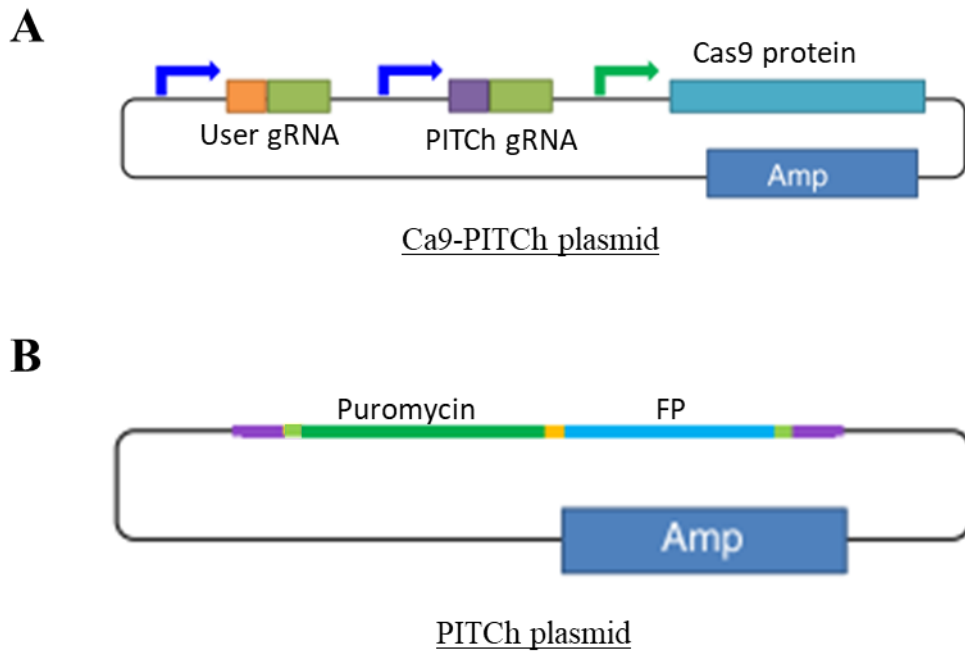 A
Cas9 protein
User gRNA
PITCh gRNA
Amp
Ca9-PITCh plasmid
B
Puromycin
FP
Amp
PITCh plasmid